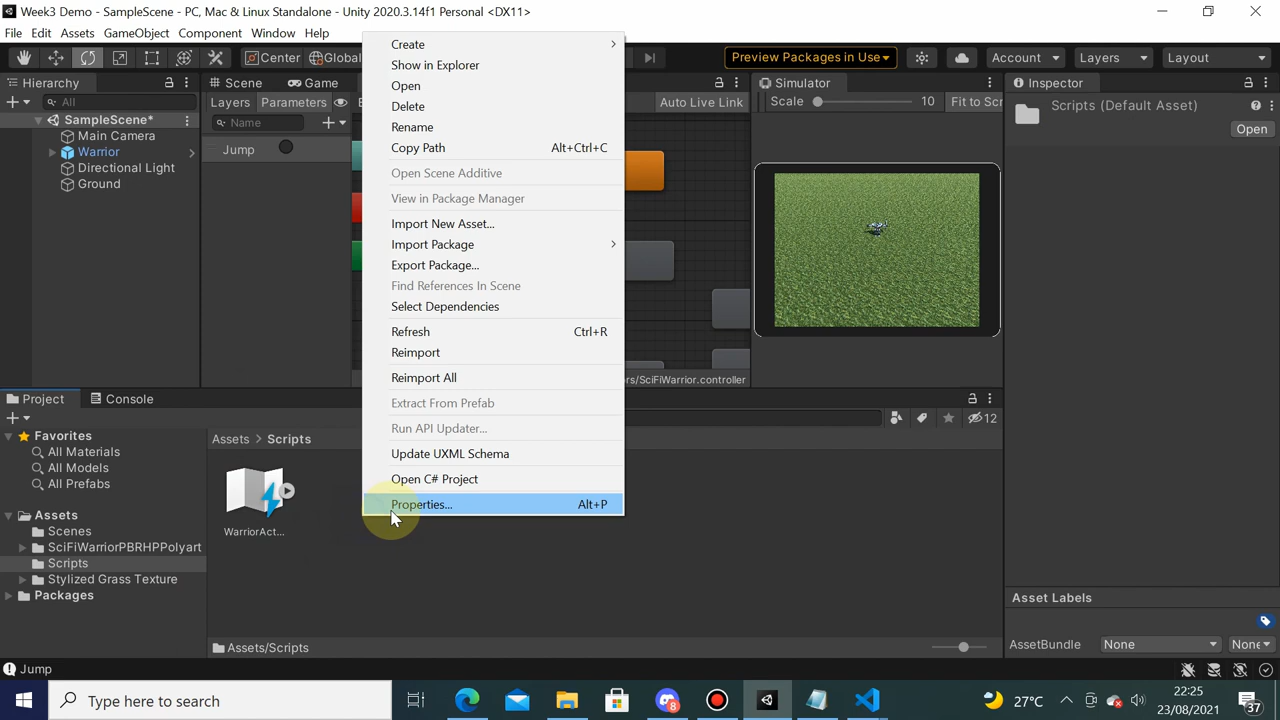 Week3 Demo - SampleScene - PC, Mac & Linux Standalone - Unity 2020.3.14f1 Personal <DX11>
File Edit Assets GameObject Component Window Help
Center Global Preview Packages in Use Account Layers Layout
Hierarchy
All
SampleScene*
Main Camera
Warrior
Directional Light
Ground
Scene Game
Layers Parameters
Name
Jump
Auto Live Link
Create
Show in Explorer
Open
Delete
Rename
Copy Path Alt+Ctrl+C
Open Scene Additive
View in Package Manager
Import New Asset...
Import Package
Export Package...
Find References In Scene
Select Dependencies
Refresh Ctrl+R
Reimport
Reimport All
Extract From Prefab
Run API Updater...
Update UXML Schema
Open C# Project
Properties... Alt+P
rs/SciFiWarrior.controller
Simulator
Scale 10 Fit to Scr
Inspector
Scripts (Default Asset)
Open
Project Console
12
Favorites
All Materials
All Models
All Prefabs
Assets
Scenes
SciFiWarriorPBRHPPolyart
Scripts
Stylized Grass Texture
Packages
Assets > Scripts
WarriorAct...
Assets/Scripts
Asset Labels
AssetBundle None None
Jump
Type here to search
8
27°C
22:25
23/08/2021
37